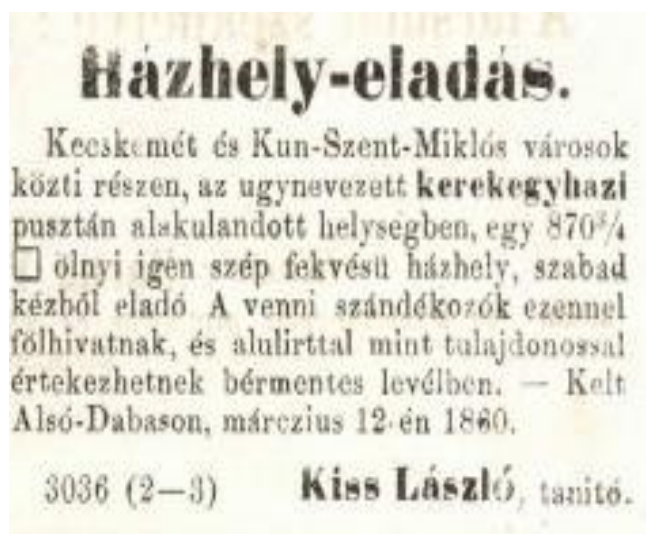 Házhely-eladás.
Kecskemét és Kun-Szent-Miklós városok
közti részen, az ugynevezett kerekegyhazi
pusztán alakulandott helységben, egy 870¾
□ ölnyi igen szép fekvésü házhely, szabad
kézből eladó A venni szándékozók ezennel
fölhivatnak, és alulirttal mint tulajdonossal
értekezhetnek bérmentes levélben. — Kelt
Alsó-Dabason, márczius 12-én 1860.
3036 (2—3) Kiss László, tanitó.